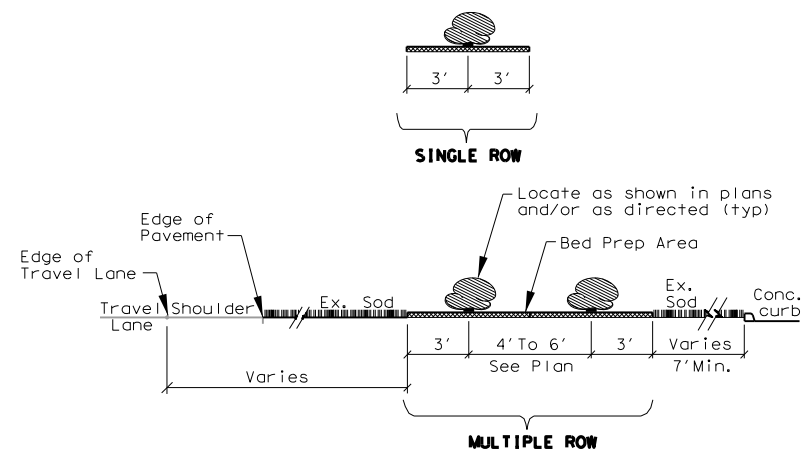 3' 3'
SINGLE ROW
Locate as shown in plans
and/or as directed (typ)
Edge of
Pavement
Bed Prep Area
Edge of
Travel Lane
Ex.
Sod
Conc.
curb
Travel Shoulder Ex. Sod
Lane
3' 4' To 6' 3' Varies
See Plan 7' Min.
Varies
MULTIPLE ROW